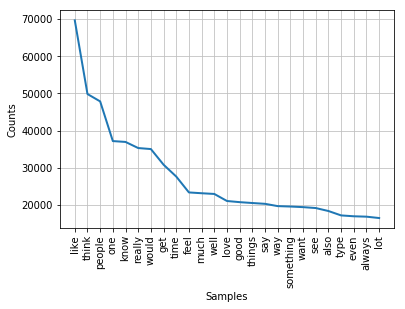 70000
60000
50000
40000
30000
20000
Counts
like
think
people
one
know
really
would
get
time
feel
much
well
love
good
things
say
way
something
want
see
also
type
even
always
lot
Samples